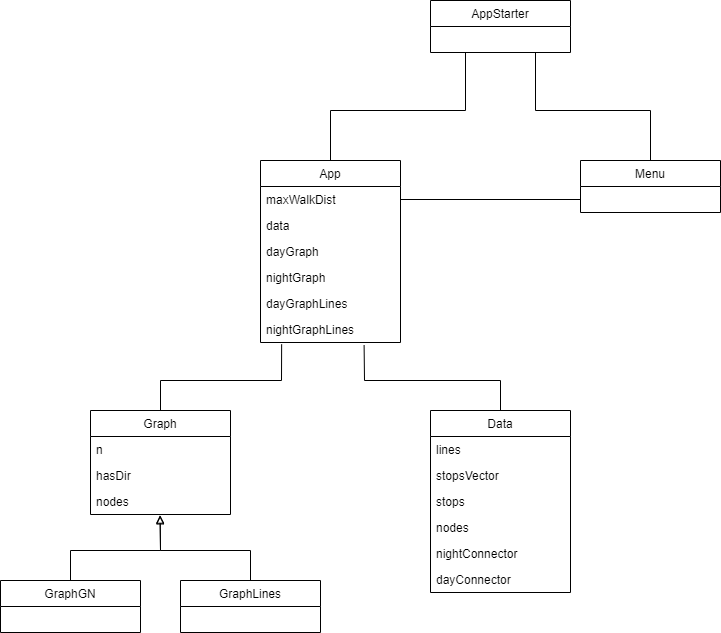 AppStarter
App
maxWalkDist
data
dayGraph
nightGraph
dayGraphLines
nightGraphLines
Menu
Graph
n
hasDir
nodes
Data
lines
stopsVector
stops
nodes
nightConnector
dayConnector
GraphGN
GraphLines